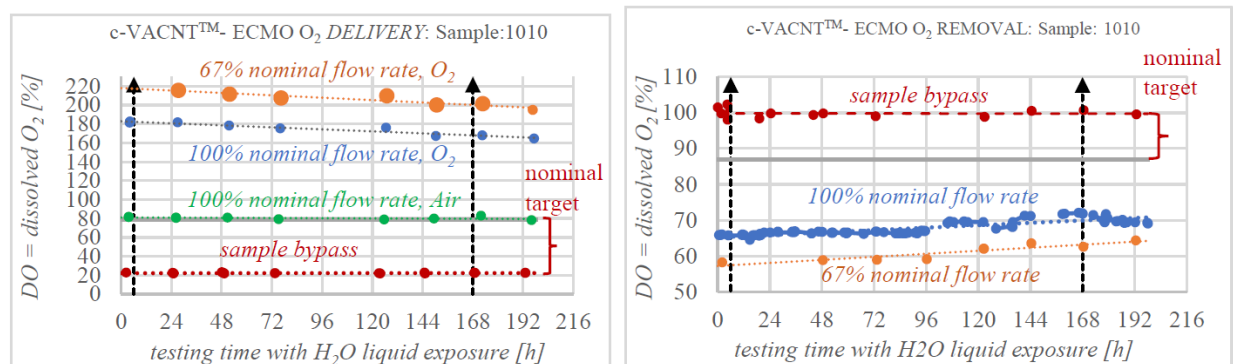 c-VACNT™- ECMO O₂ DELIVERY: Sample:1010
DO = dissolved O₂ [%]
220
200
180
160
140
120
100
80
60
40
20
0
67% nominal flow rate, O₂
100% nominal flow rate, O₂
100% nominal flow rate, Air
sample bypass
nominal
target
0 24 48 72 96 120 144 168 192 216
testing time with H₂O liquid exposure [h]
c-VACNT™- ECMO O₂ REMOVAL: Sample: 1010
DO = dissolved O₂ [%]
110
100
90
80
70
60
50
nominal
target
sample bypass
100% nominal flow rate
67% nominal flow rate
0 24 48 72 96 120 144 168 192 216
testing time with H2O liquid exposure [h]